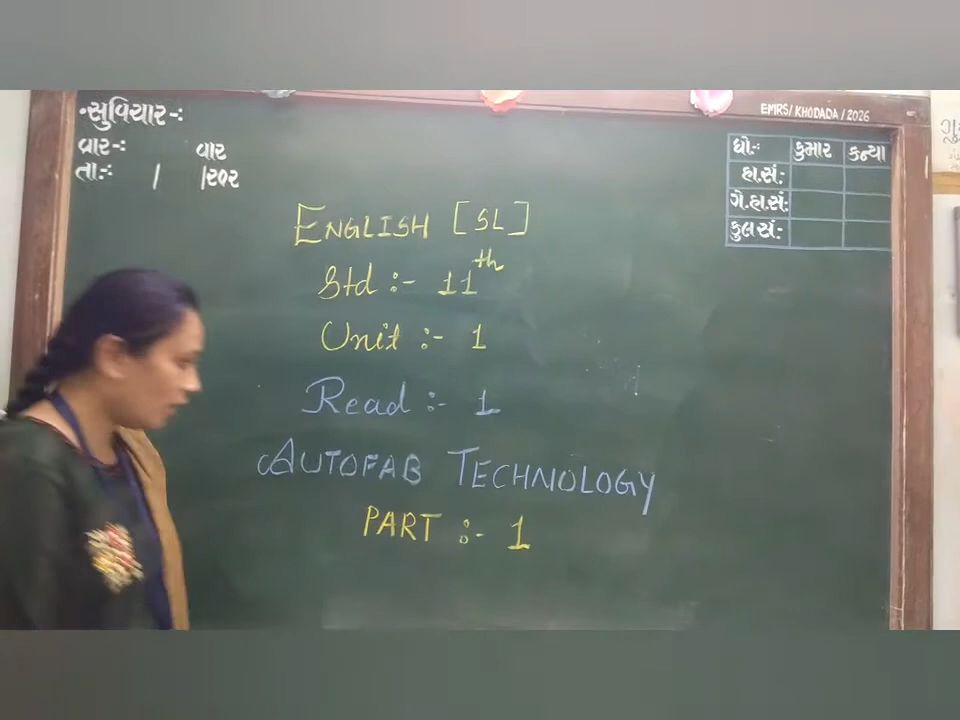 ·સુવિચાર-:
વાર-: વાર
તા.-: / /૨૦૨
EMRS/KHODADA/2026
ધો.- કુમાર કન્યા
હા.સં:
ગે.હા.સં:
કુલ સં:
ENGLISH [SL]
Std :- 11th
Unit :- 1
Read :- 1
AUTOFAB TECHNOLOGY
PART :- 1